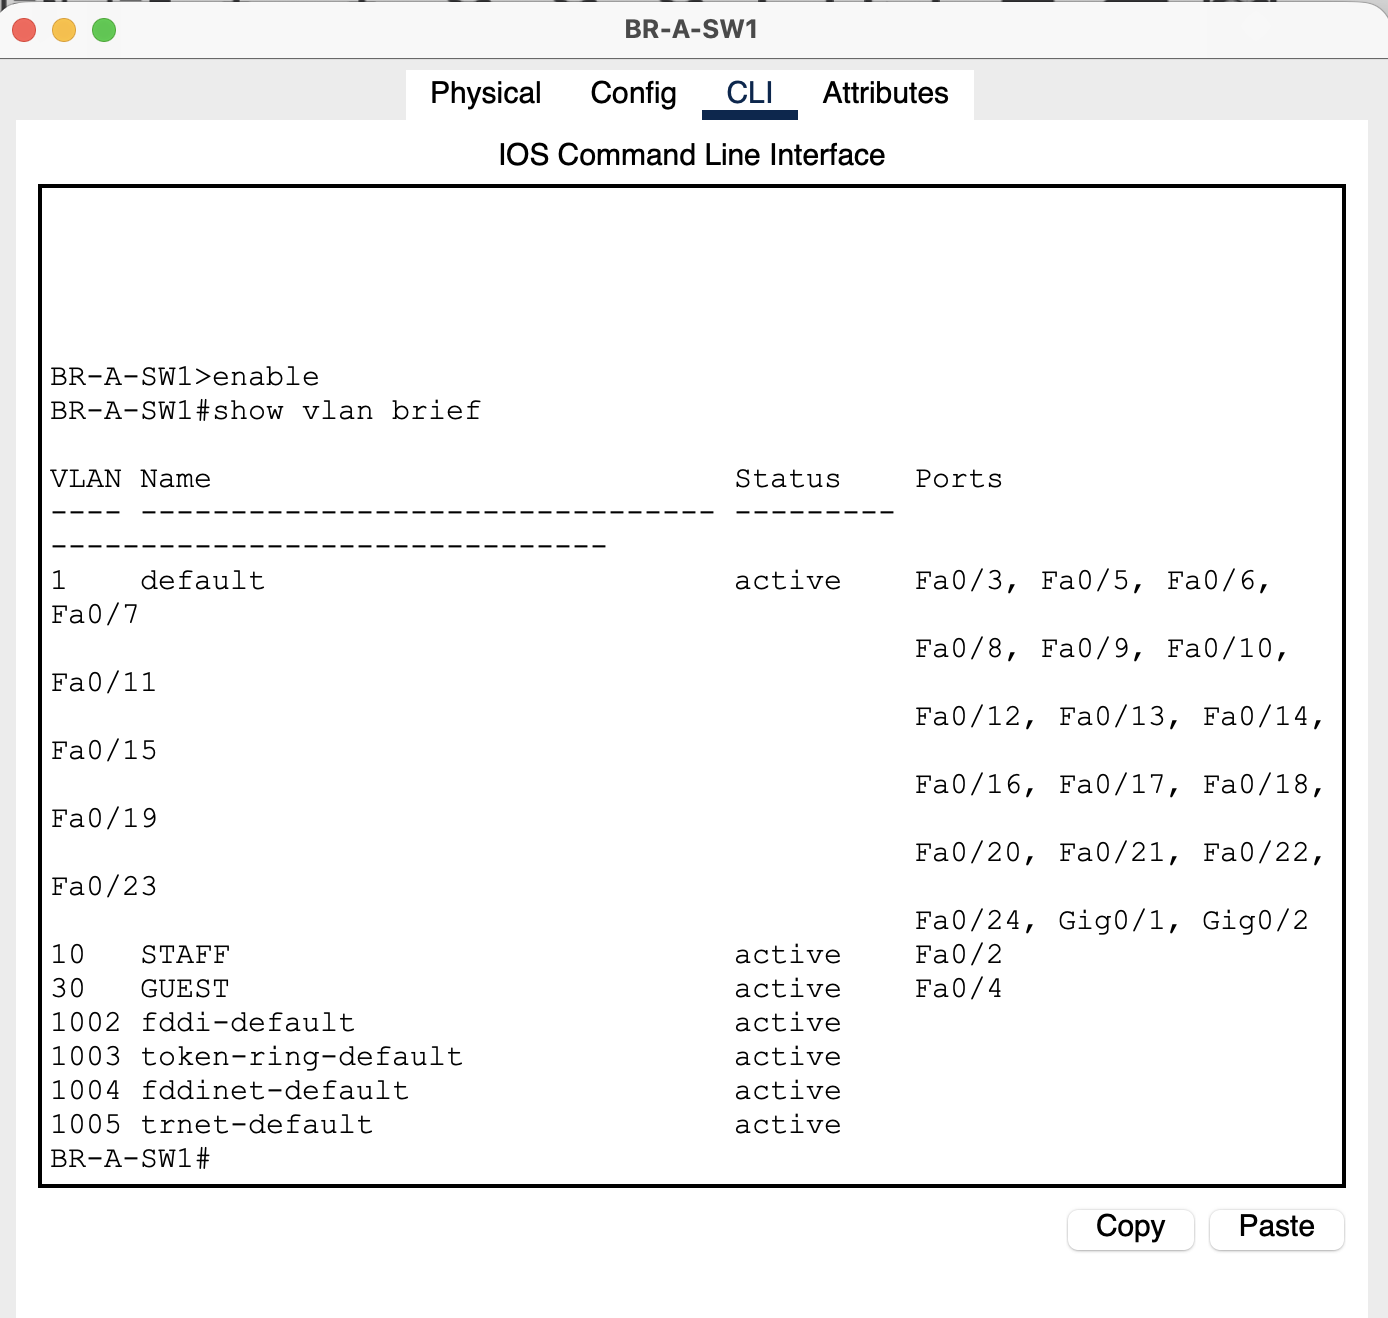 BR-A-SW1
Physical Config CLI Attributes
IOS Command Line Interface
BR-A-SW1>enable
BR-A-SW1#show vlan brief
VLAN Name                             Status    Ports
---- -------------------------------- ---------
-------------------------------
1    default                          active    Fa0/3, Fa0/5, Fa0/6,
Fa0/7
                                                Fa0/8, Fa0/9, Fa0/10,
Fa0/11
                                                Fa0/12, Fa0/13, Fa0/14,
Fa0/15
                                                Fa0/16, Fa0/17, Fa0/18,
Fa0/19
                                                Fa0/20, Fa0/21, Fa0/22,
Fa0/23
                                                Fa0/24, Gig0/1, Gig0/2
10   STAFF                            active    Fa0/2
30   GUEST                            active    Fa0/4
1002 fddi-default                     active
1003 token-ring-default               active
1004 fddinet-default                  active
1005 trnet-default                    active
BR-A-SW1#
Copy Paste